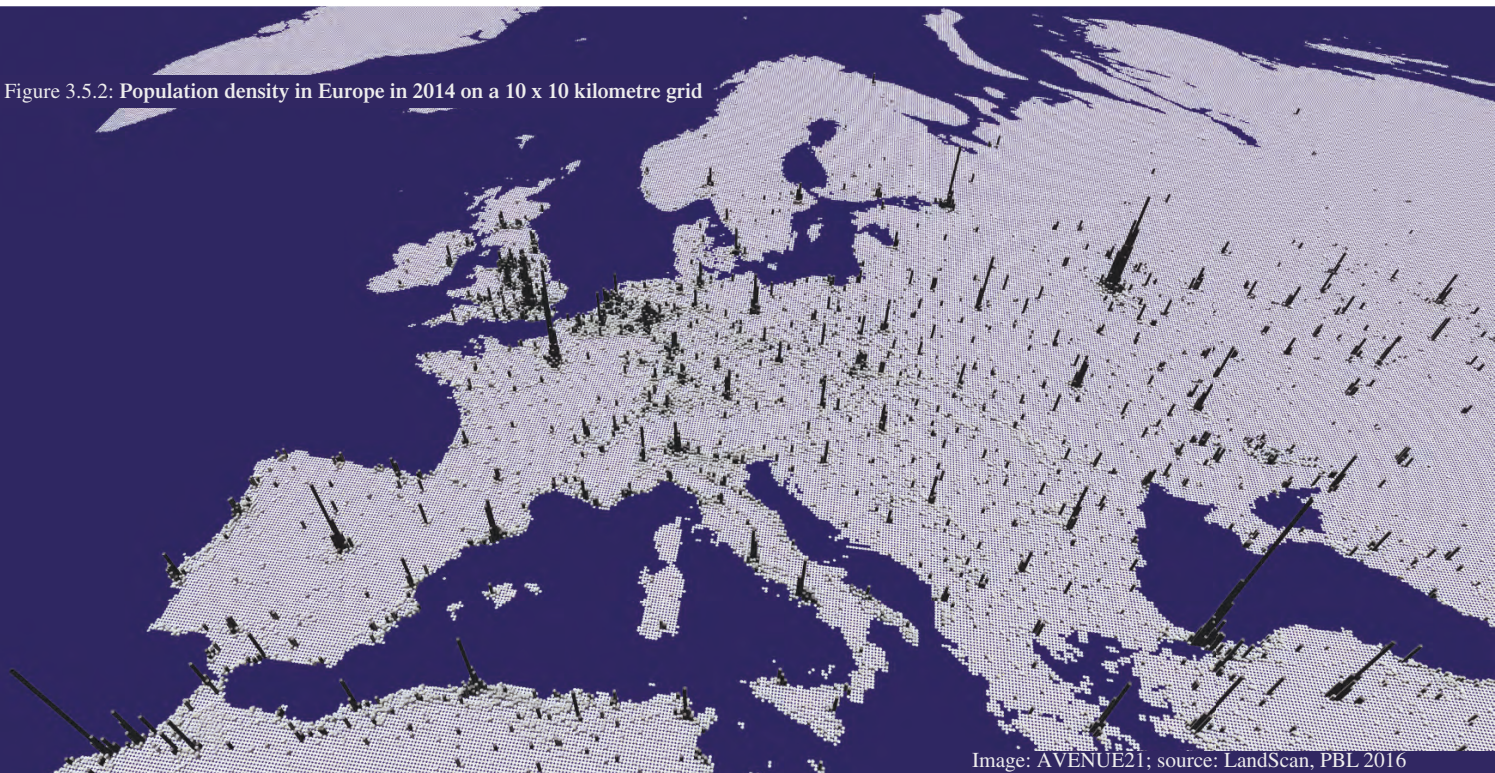 Figure 3.5.2: Population density in Europe in 2014 on a 10 x 10 kilometre grid
Image: AVENUE21; source: LandScan, PBL 2016